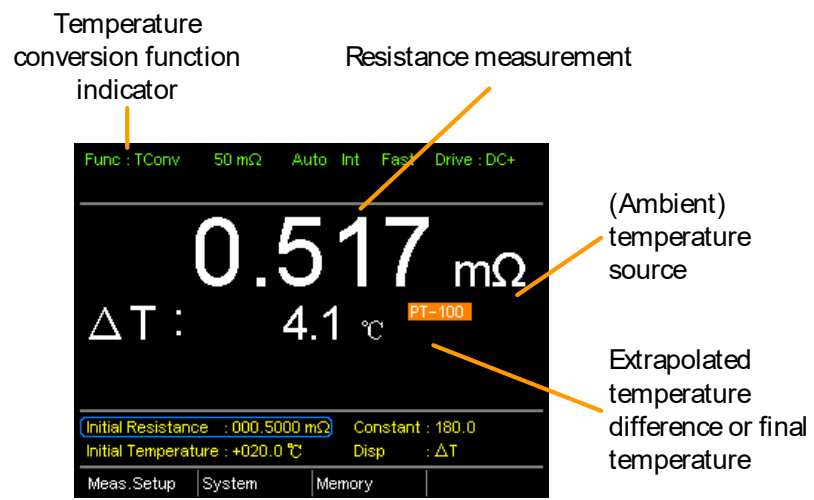 Temperature
conversion function
indicator
Resistance measurement
Func : TConv 50 mΩ Auto Int Fast Drive : DC+
0.517 mΩ
(Ambient)
temperature
source
ΔT : 4.1 ℃ PT-100
Extrapolated
temperature
difference or final
temperature
Initial Resistance : 000.5000 mΩ Constant : 180.0
Initial Temperature : +020.0 ℃ Disp : ΔT
Meas.Setup System Memory